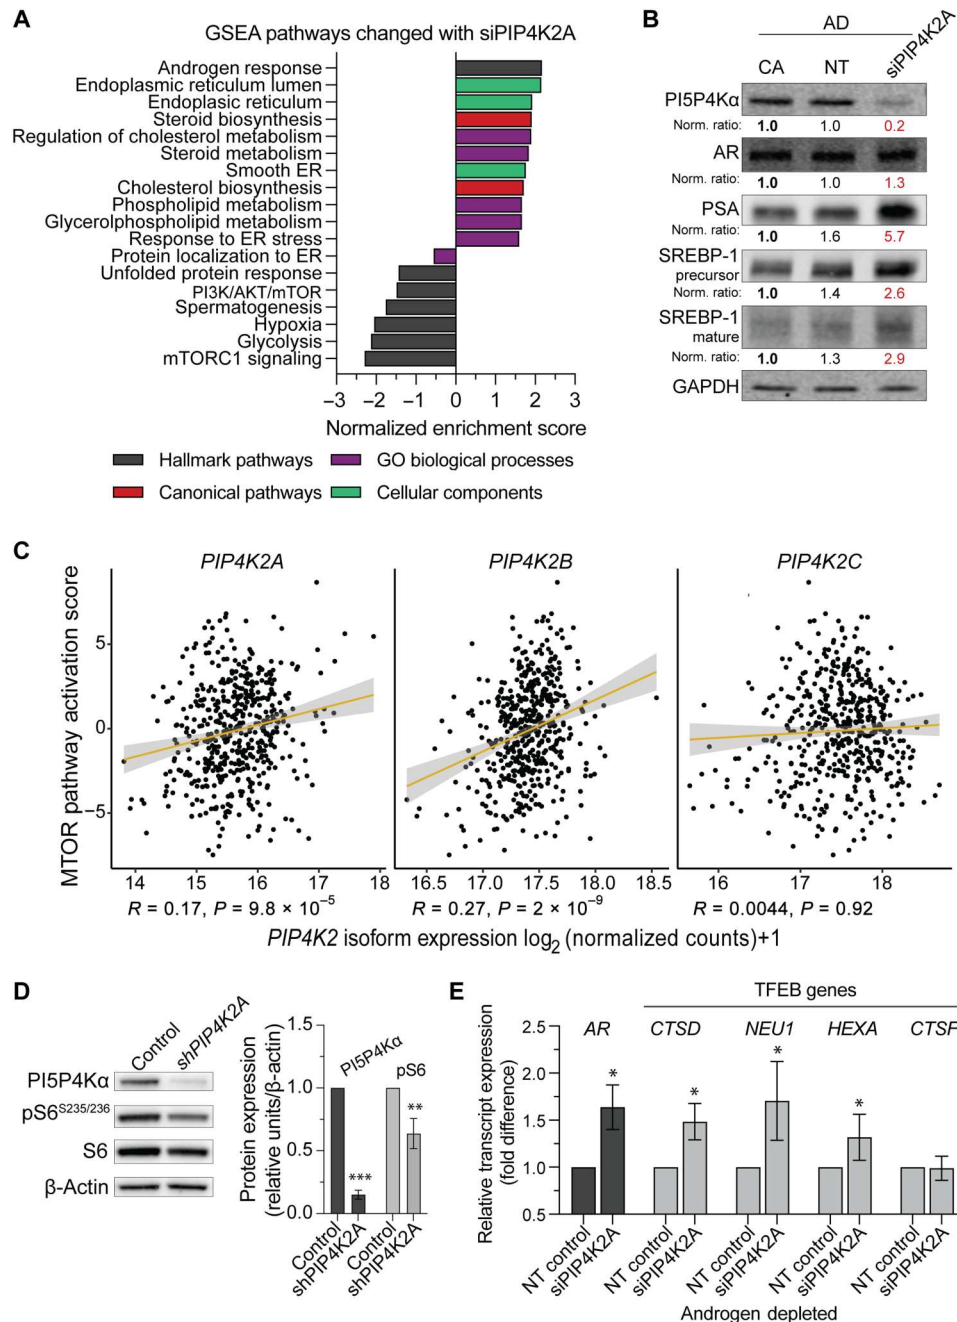 A
GSEA pathways changed with siPIP4K2A
Androgen response
Endoplasmic reticulum lumen
Endoplasic reticulum
Steroid biosynthesis
Regulation of cholesterol metabolism
Steroid metabolism
Smooth ER
Cholesterol biosynthesis
Phospholipid metabolism
Glycerolphospholipid metabolism
Response to ER stress
Protein localization to ER
Unfolded protein response
PI3K/AKT/mTOR
Spermatogenesis
Hypoxia
Glycolysis
mTORC1 signaling
−3 −2 −1 0 1 2 3
Normalized enrichment score
Hallmark pathways
GO biological processes
Canonical pathways
Cellular components
B
AD
CA NT siPIP4K2A
PI5P4Kα
Norm. ratio: 1.0 1.0 0.2
AR
Norm. ratio: 1.0 1.0 1.3
PSA
Norm. ratio: 1.0 1.6 5.7
SREBP-1
precursor
Norm. ratio: 1.0 1.4 2.6
SREBP-1
mature
Norm. ratio: 1.0 1.3 2.9
GAPDH
C
PIP4K2A PIP4K2B PIP4K2C
MTOR pathway activation score
5
0
−5
14 15 16 17 18
16.5 17.0 17.5 18.0 18.5
16 17 18
R = 0.17, P = 9.8 × 10−5
R = 0.27, P = 2 × 10−9
R = 0.0044, P = 0.92
PIP4K2 isoform expression log2 (normalized counts)+1
D
Control shPIP4K2A
PI5P4Kα
pS6S235/236
S6
β-Actin
Protein expression
(relative units/β-actin)
1.5
1.0
0.5
0.0
PI5P4Kα
pS6
***
**
Control
shPIP4K2A
Control
shPIP4K2A
E
TFEB genes
AR CTSD NEU1 HEXA CTSF
Relative transcript expression
(fold difference)
2.5
2.0
1.5
1.0
0.5
* * * *
NT control
siPIP4K2A
NT control
siPIP4K2A
NT control
siPIP4K2A
NT control
siPIP4K2A
NT control
siPIP4K2A
Androgen depleted